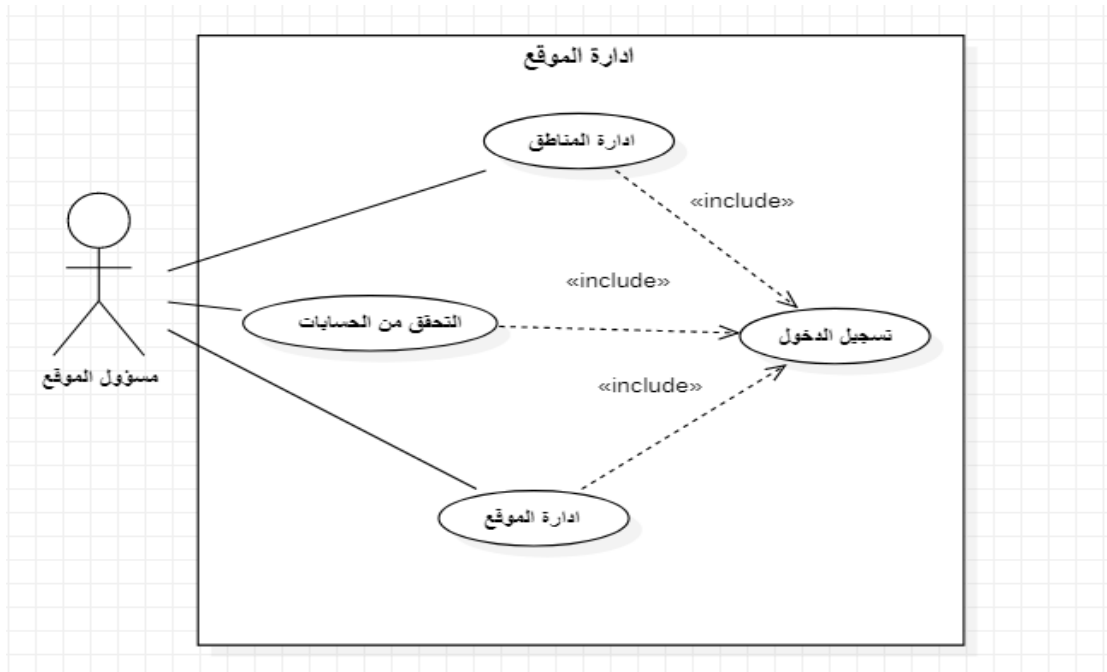 ادارة الموقع
ادارة المناطق
«include»
«include»
التحقق من الحسابات
تسجيل الدخول
مسؤول الموقع
«include»
ادارة الموقع